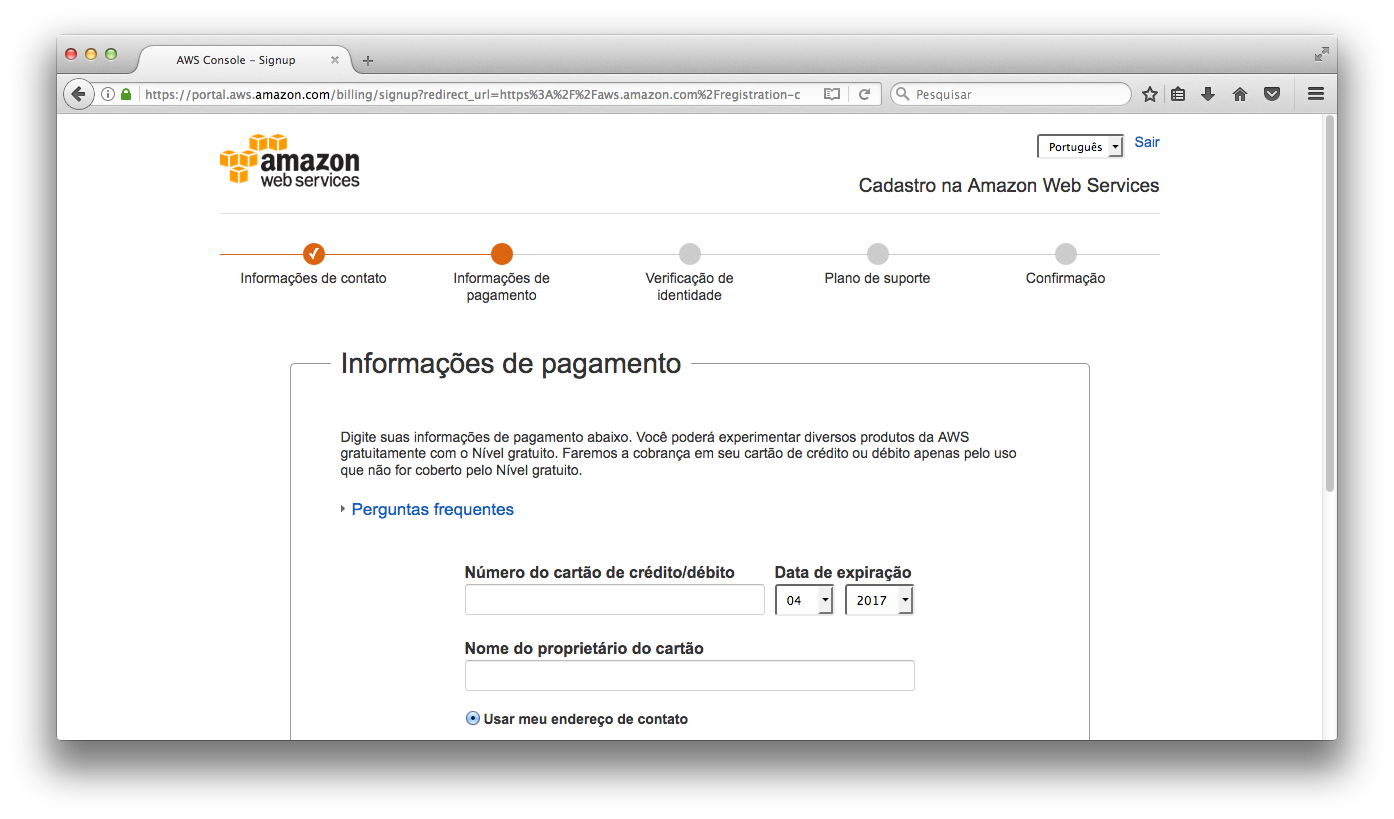 AWS Console – Signup
https://portal.aws.amazon.com/billing/signup?redirect_url=https%3A%2F%2Faws.amazon.com%2Fregistration-c
Pesquisar
amazon
web services
Português
Sair
Cadastro na Amazon Web Services
Informações de contato
Informações de
pagamento
Verificação de
identidade
Plano de suporte
Confirmação
Informações de pagamento
Digite suas informações de pagamento abaixo. Você poderá experimentar diversos produtos da AWS
gratuitamente com o Nível gratuito. Faremos a cobrança em seu cartão de crédito ou débito apenas pelo uso
que não for coberto pelo Nível gratuito.
Perguntas frequentes
Número do cartão de crédito/débito
Data de expiração
04
2017
Nome do proprietário do cartão
Usar meu endereço de contato